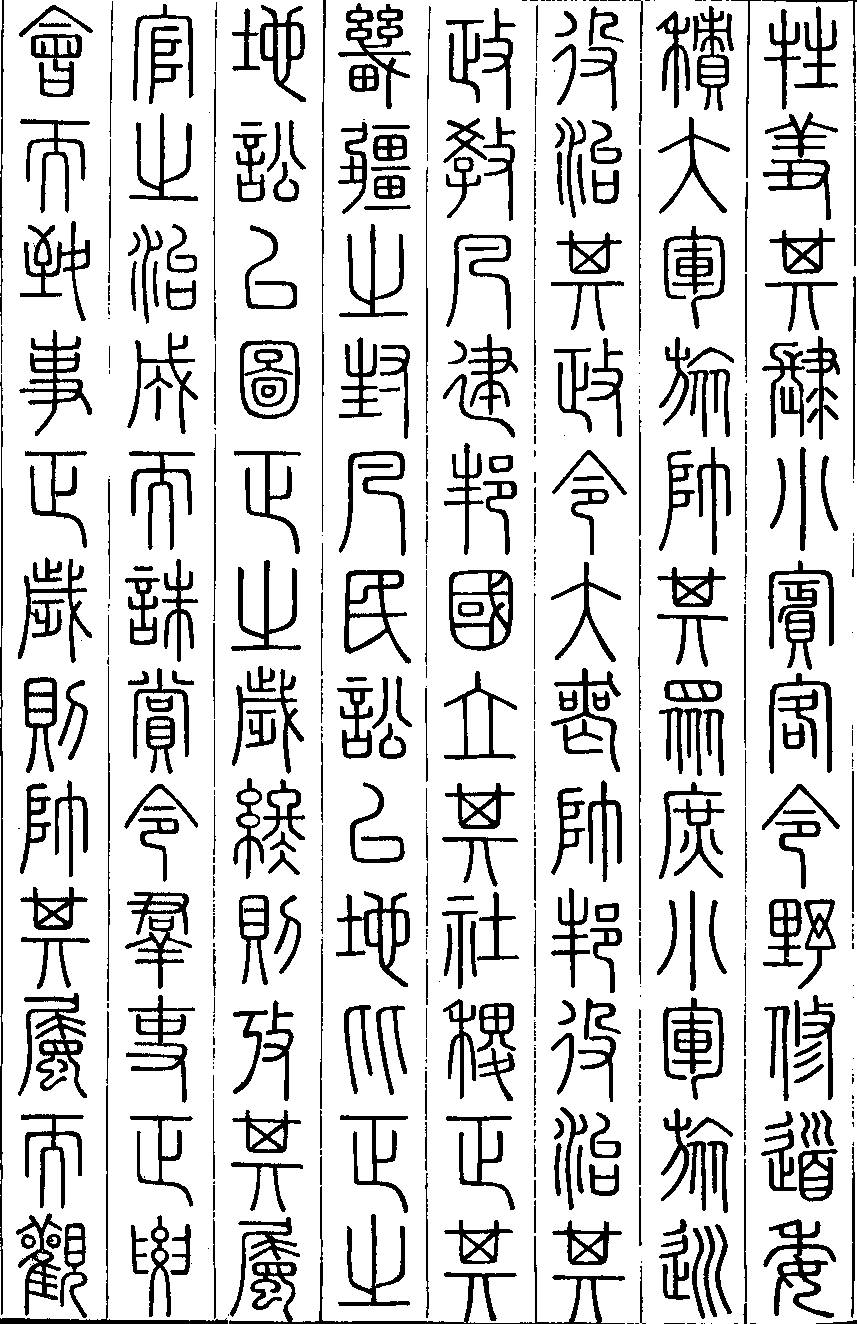 牲羞其肆小賓客令野修道委
積大軍旅帥其眾庶小軍旅巡
役治其政令大喪帥邦役治其
政教凡建邦國立其社稷正其
畿疆之封凡民訟以地比正之
地訟以圖正之歲終則攷其屬
官之治成而誅賞令羣吏正要
會而致事正歲則帥其屬而觀